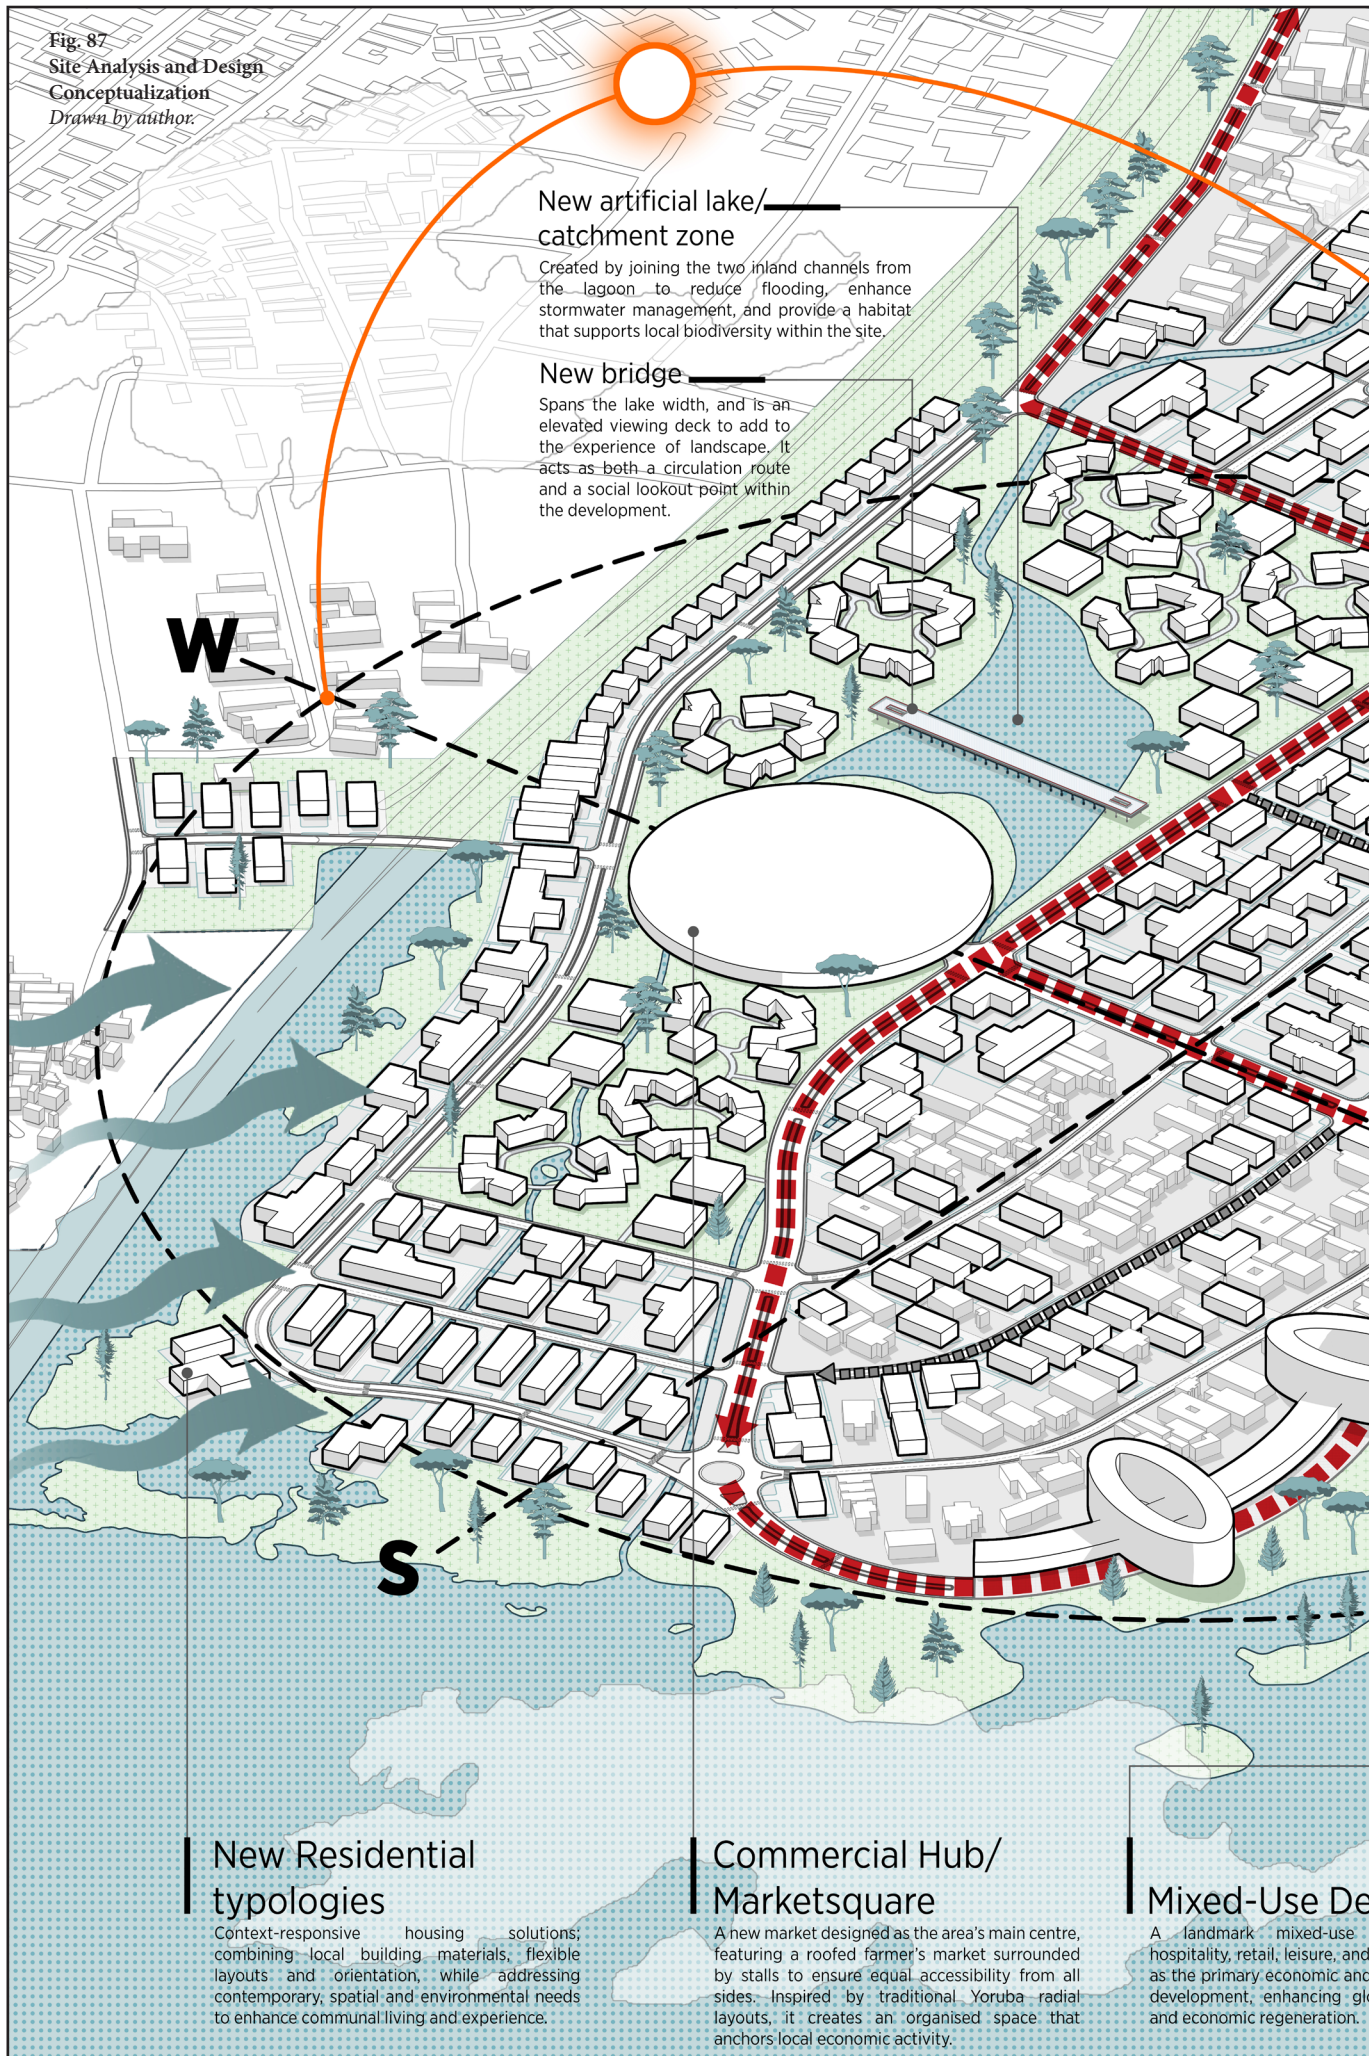 Fig. 87
Site Analysis and Design
Conceptualization
Drawn by author.
New artificial lake/
catchment zone
Created by joining the two inland channels from
the lagoon to reduce flooding, enhance
stormwater management, and provide a habitat
that supports local biodiversity within the site.
New bridge
Spans the lake width, and is an
elevated viewing deck to add to
the experience of landscape. It
acts as both a circulation route
and a social lookout point within
the development.
W
S
New Residential
typologies
Context-responsive housing solutions;
combining local building materials, flexible
layouts and orientation, while addressing
contemporary, spatial and environmental needs
to enhance communal living and experience.
Commercial Hub/
Marketsquare
A new market designed as the area's main centre,
featuring a roofed farmer's market surrounded
by stalls to ensure equal accessibility from all
sides. Inspired by traditional Yoruba radial
layouts, it creates an organised space that
anchors local economic activity.
Mixed-Use De
A landmark mixed-use
hospitality, retail, leisure, and
as the primary economic and
development, enhancing glo
and economic regeneration.